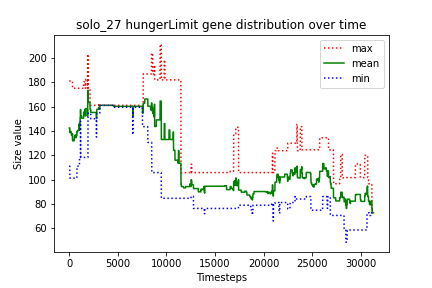 solo_27 hungerLimit gene distribution over time
max
mean
min
Size value
200
180
160
140
120
100
80
60
0 5000 10000 15000 20000 25000 30000
Timesteps